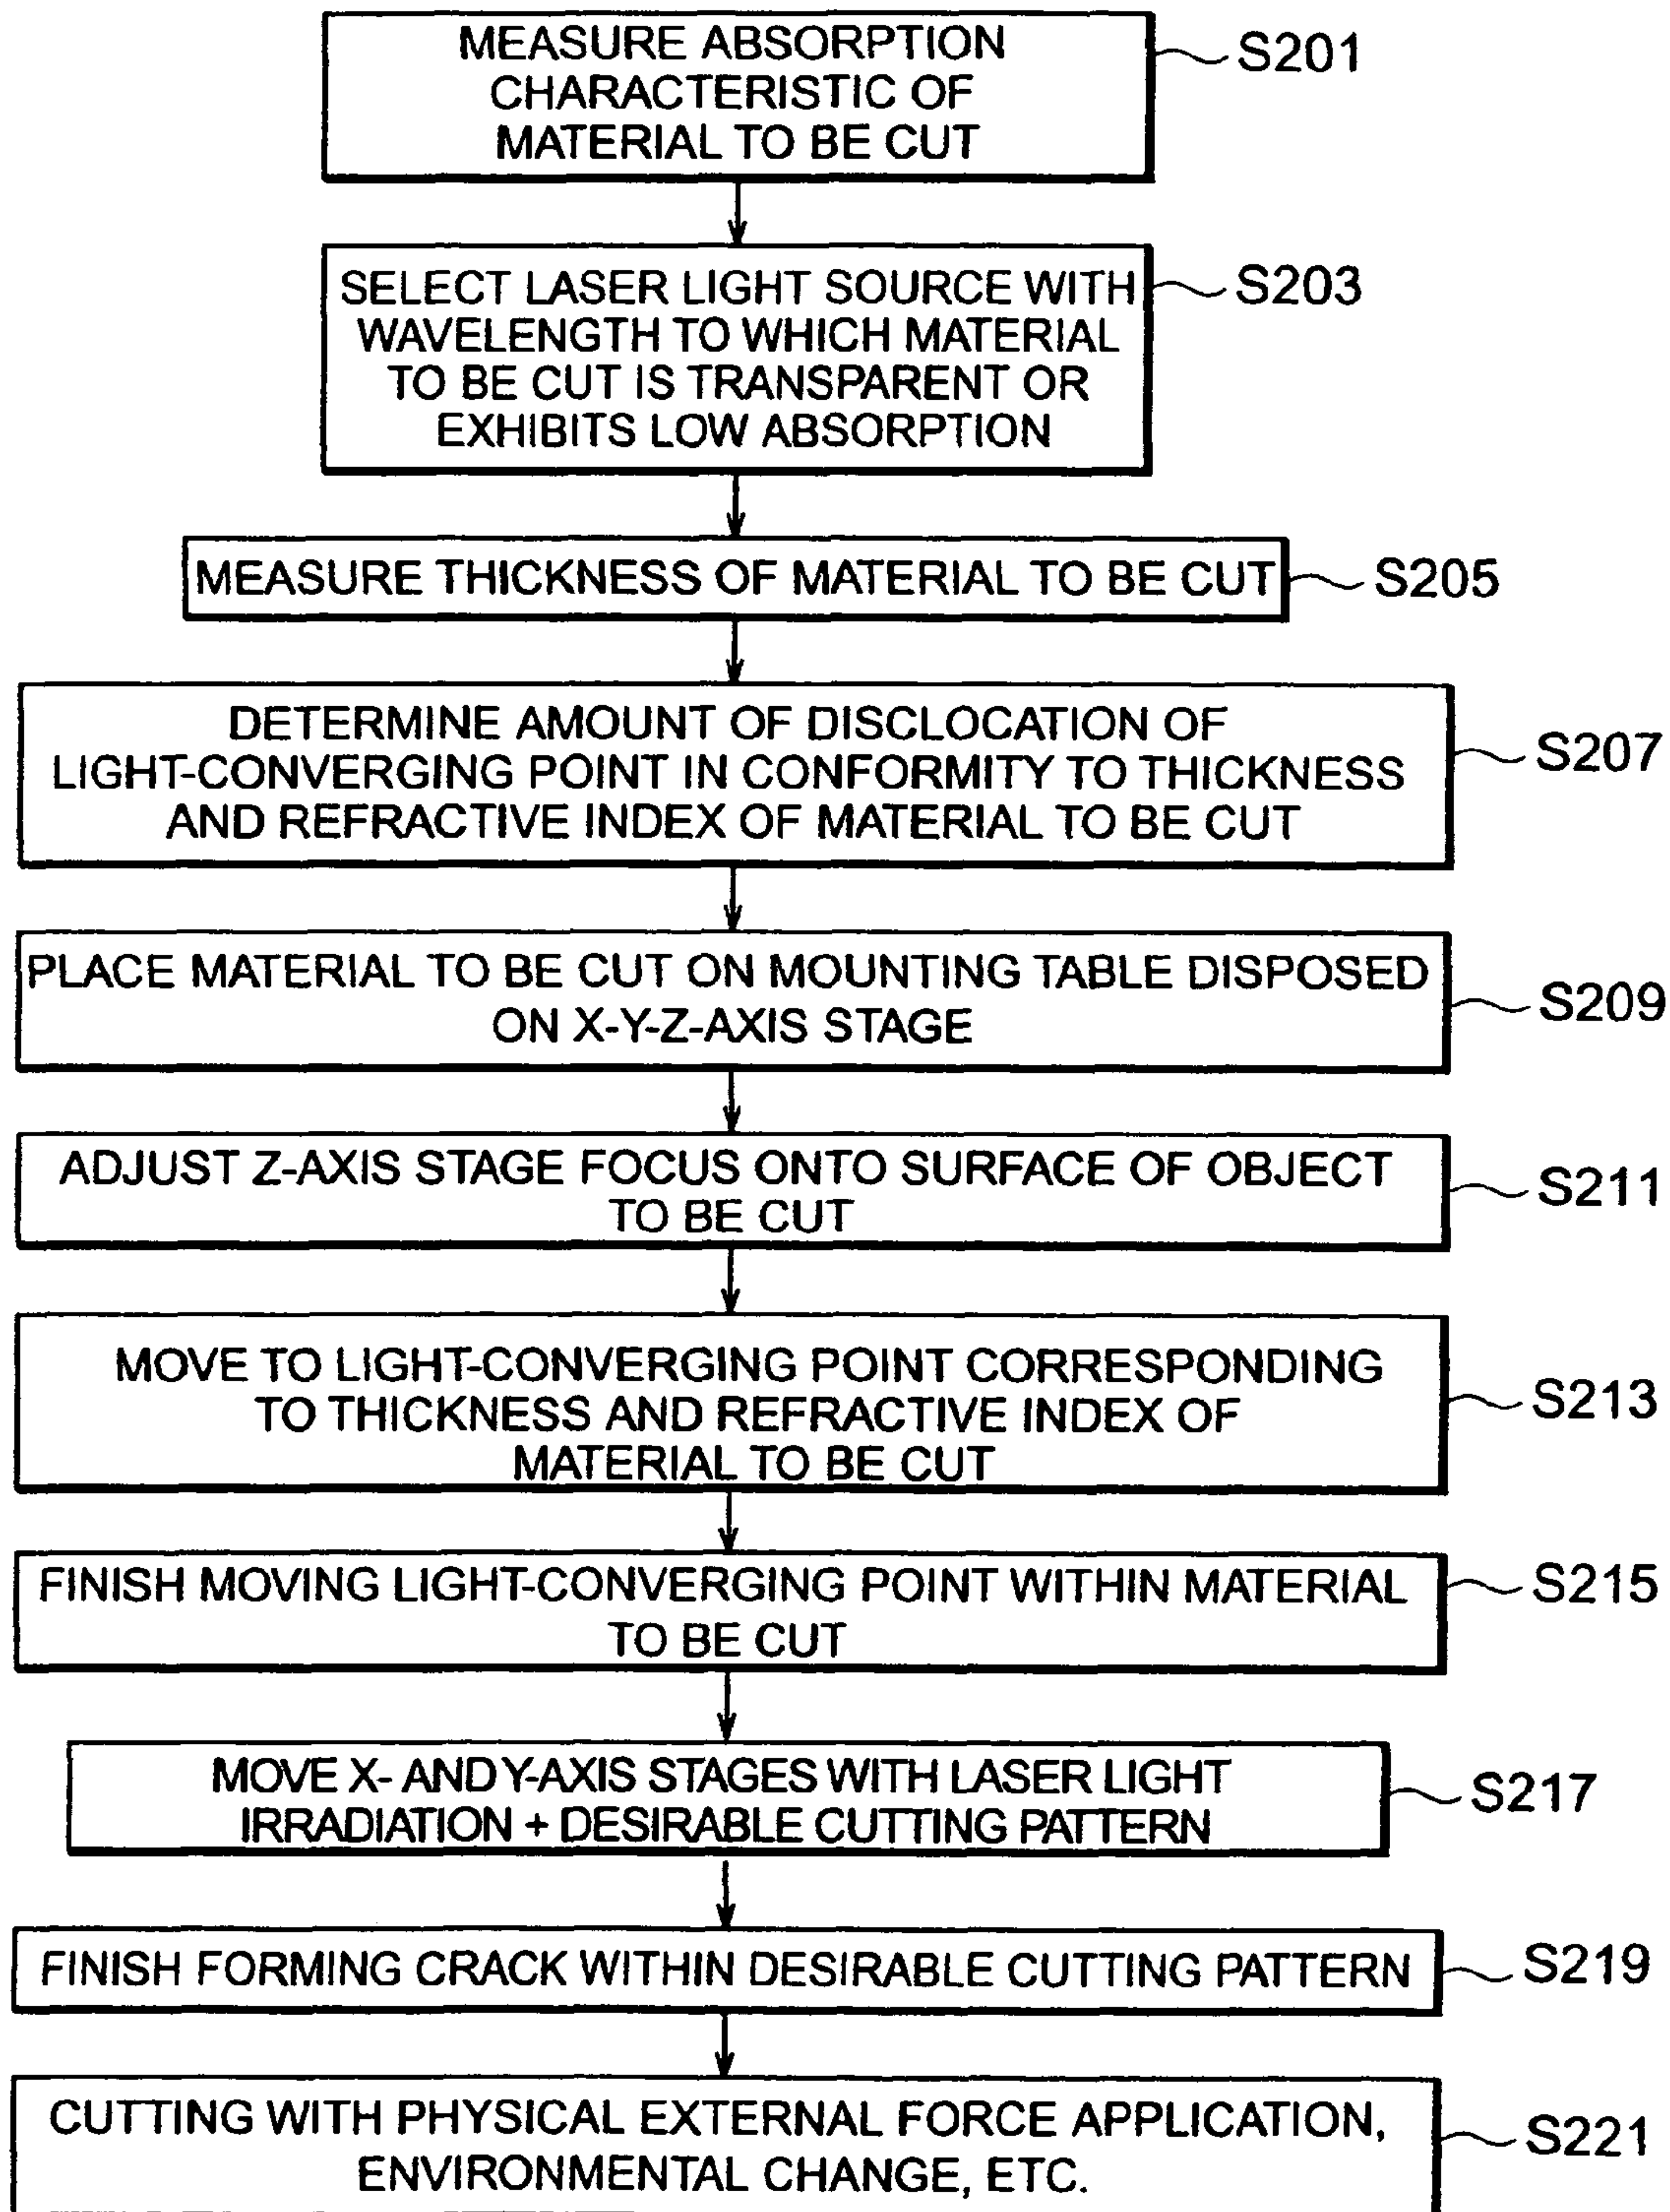 MEASURE ABSORPTION
CHARACTERISTIC OF
MATERIAL TO BE CUT
S201
SELECT LASER LIGHT SOURCE WITH
WAVELENGTH TO WHICH MATERIAL
TO BE CUT IS TRANSPARENT OR
EXHIBITS LOW ABSORPTION
S203
MEASURE THICKNESS OF MATERIAL TO BE CUT
S205
DETERMINE AMOUNT OF DISCLOCATION OF
LIGHT-CONVERGING POINT IN CONFORMITY TO THICKNESS
AND REFRACTIVE INDEX OF MATERIAL TO BE CUT
S207
PLACE MATERIAL TO BE CUT ON MOUNTING TABLE DISPOSED
ON X-Y-Z-AXIS STAGE
S209
ADJUST Z-AXIS STAGE FOCUS ONTO SURFACE OF OBJECT
TO BE CUT
S211
MOVE TO LIGHT-CONVERGING POINT CORRESPONDING
TO THICKNESS AND REFRACTIVE INDEX OF
MATERIAL TO BE CUT
S213
FINISH MOVING LIGHT-CONVERGING POINT WITHIN MATERIAL
TO BE CUT
S215
MOVE X- AND Y-AXIS STAGES WITH LASER LIGHT
IRRADIATION + DESIRABLE CUTTING PATTERN
S217
FINISH FORMING CRACK WITHIN DESIRABLE CUTTING PATTERN
S219
CUTTING WITH PHYSICAL EXTERNAL FORCE APPLICATION,
ENVIRONMENTAL CHANGE, ETC.
S221